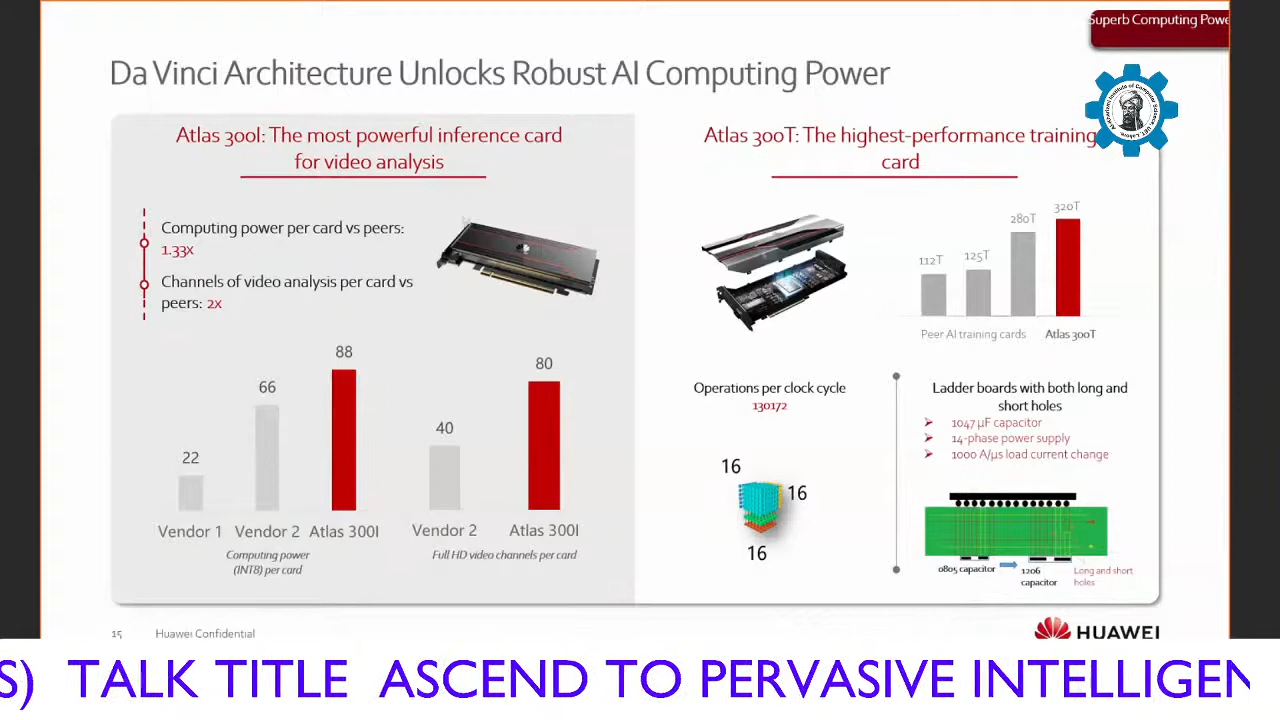 Superb Computing Powe
Da Vinci Architecture Unlocks Robust AI Computing Power
Atlas 300I: The most powerful inference card
for video analysis
Computing power per card vs peers:
1.33x
Channels of video analysis per card vs
peers: 2x
22
66
88
Vendor 1
Vendor 2
Atlas 300I
Computing power
(INT8) per card
40
80
Vendor 2
Atlas 300I
Full HD video channels per card
Atlas 300T: The highest-performance training
card
112T
125T
280T
320T
Peer AI training cards
Atlas 300T
Operations per clock cycle
130172
16
16
16
Ladder boards with both long and
short holes
1047 µF capacitor
14-phase power supply
1000 A/µs load current change
0805 capacitor
1206
capacitor
Long and short
holes
15
Huawei Confidential
HUAWEI
S) TALK TITLE ASCEND TO PERVASIVE INTELLIGEN